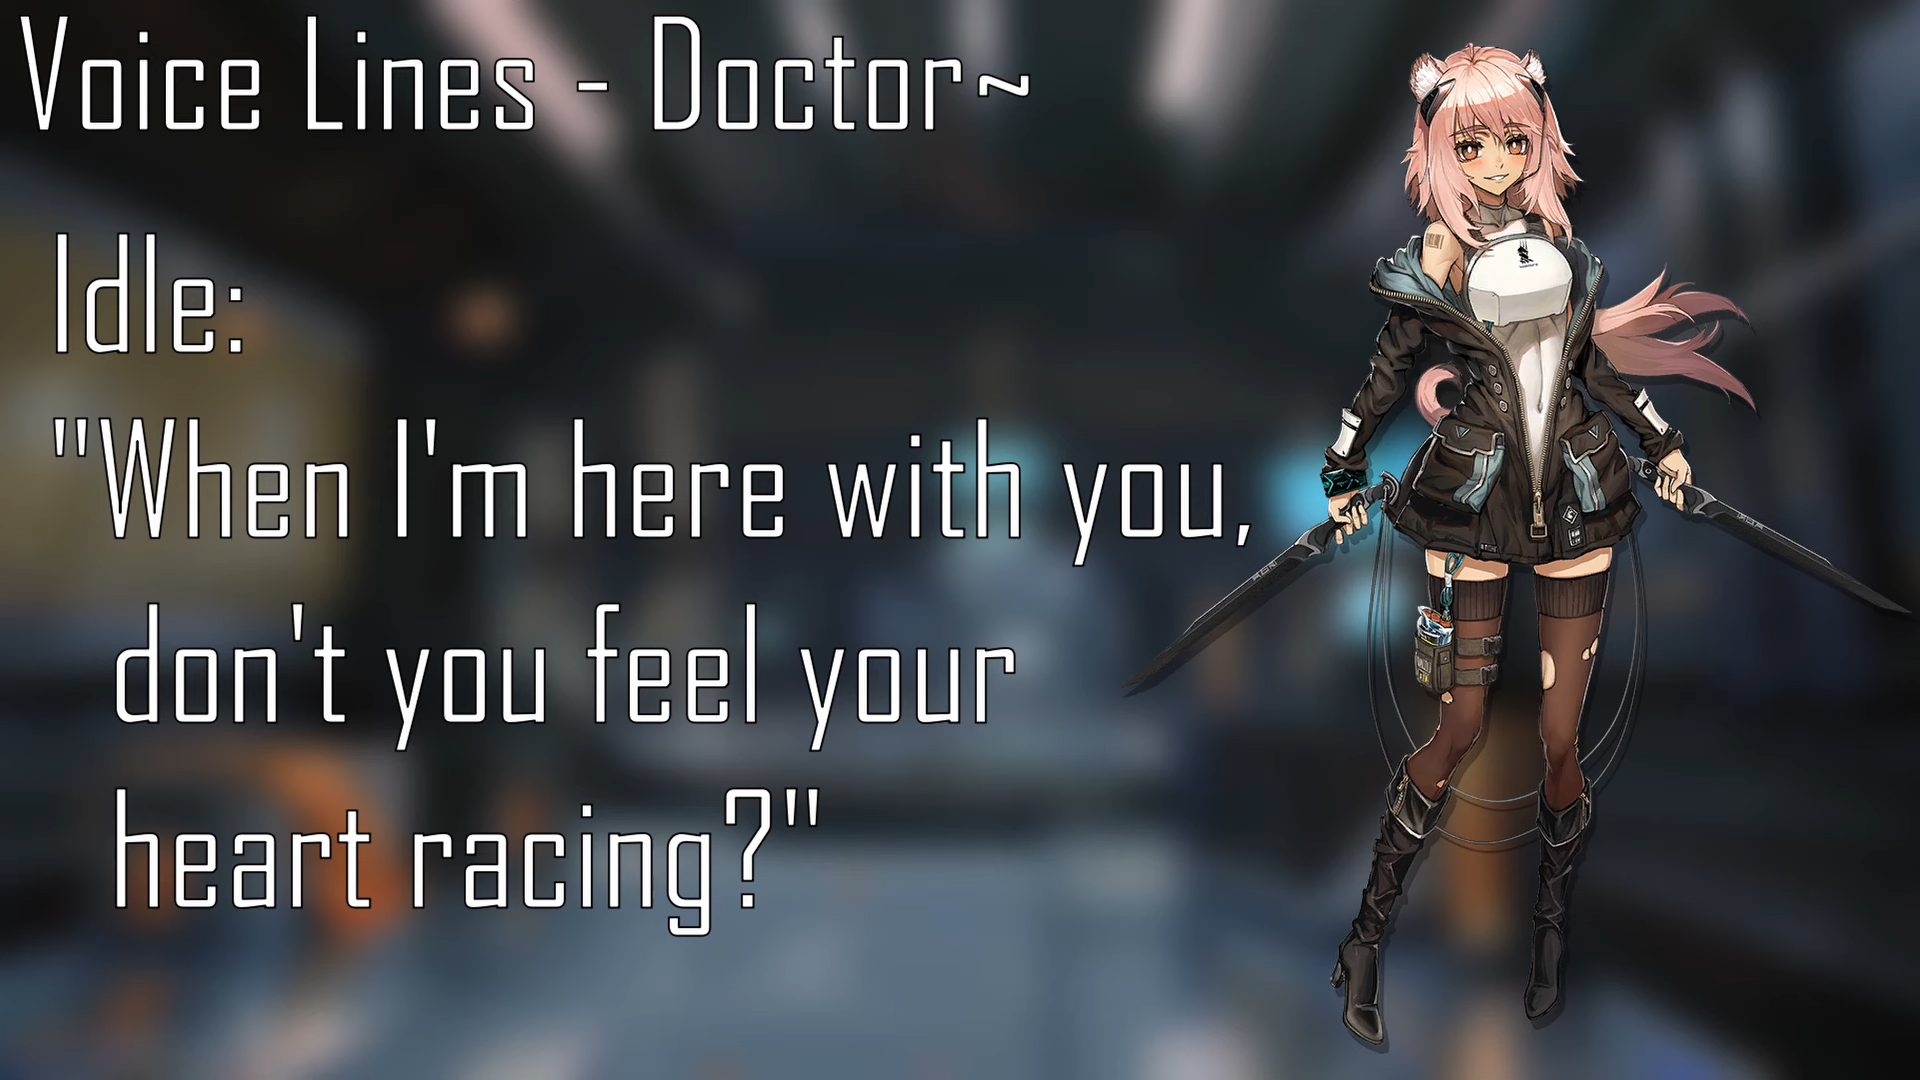 Voice Lines - Doctor~
Idle:
"When I'm here with you,
don't you feel your
heart racing?"